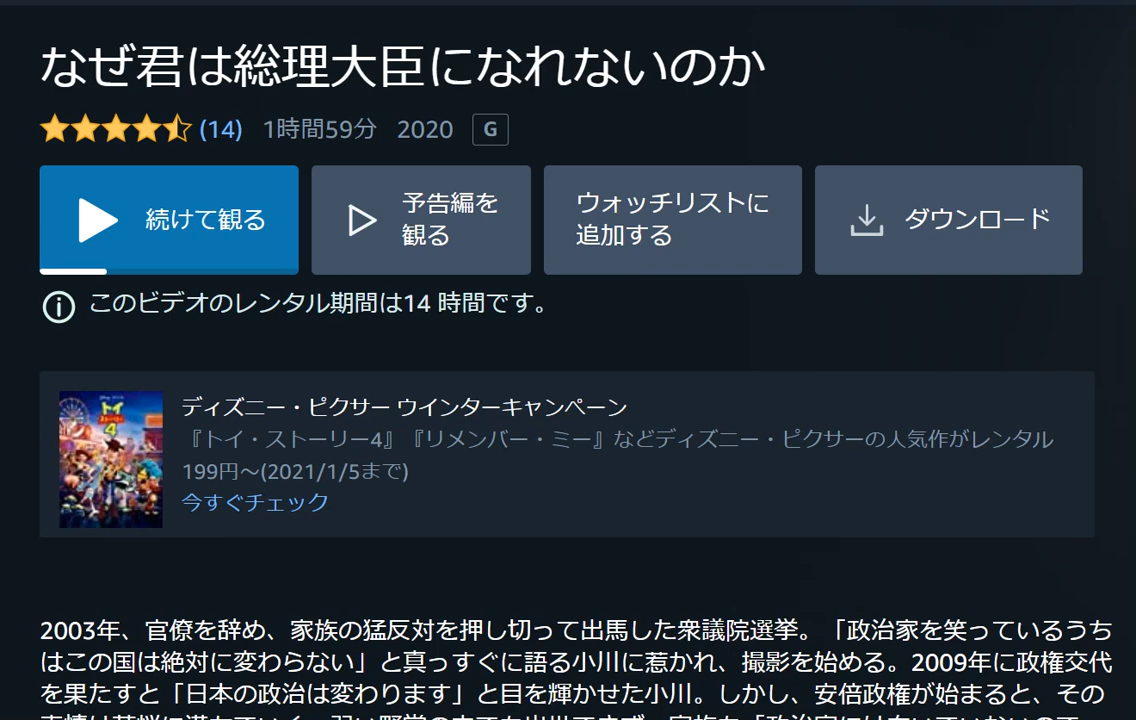 なぜ君は総理大臣になれないのか
(14) 1時間59分 2020 G
続けて観る
予告編を
観る
ウォッチリストに
追加する
ダウンロード
このビデオのレンタル期間は14 時間です。
トイ
ストーリー
4
ディズニー・ピクサー ウインターキャンペーン
『トイ・ストーリー4』『リメンバー・ミー』などディズニー・ピクサーの人気作がレンタル
199円〜(2021/1/5まで)
今すぐチェック
2003年、官僚を辞め、家族の猛反対を押し切って出馬した衆議院選挙。「政治家を笑っているうち
はこの国は絶対に変わらない」と真っすぐに語る小川に惹かれ、撮影を始める。2009年に政権交代
を果たすと「日本の政治は変わります」と目を輝かせた小川。しかし、安倍政権が始まると、その